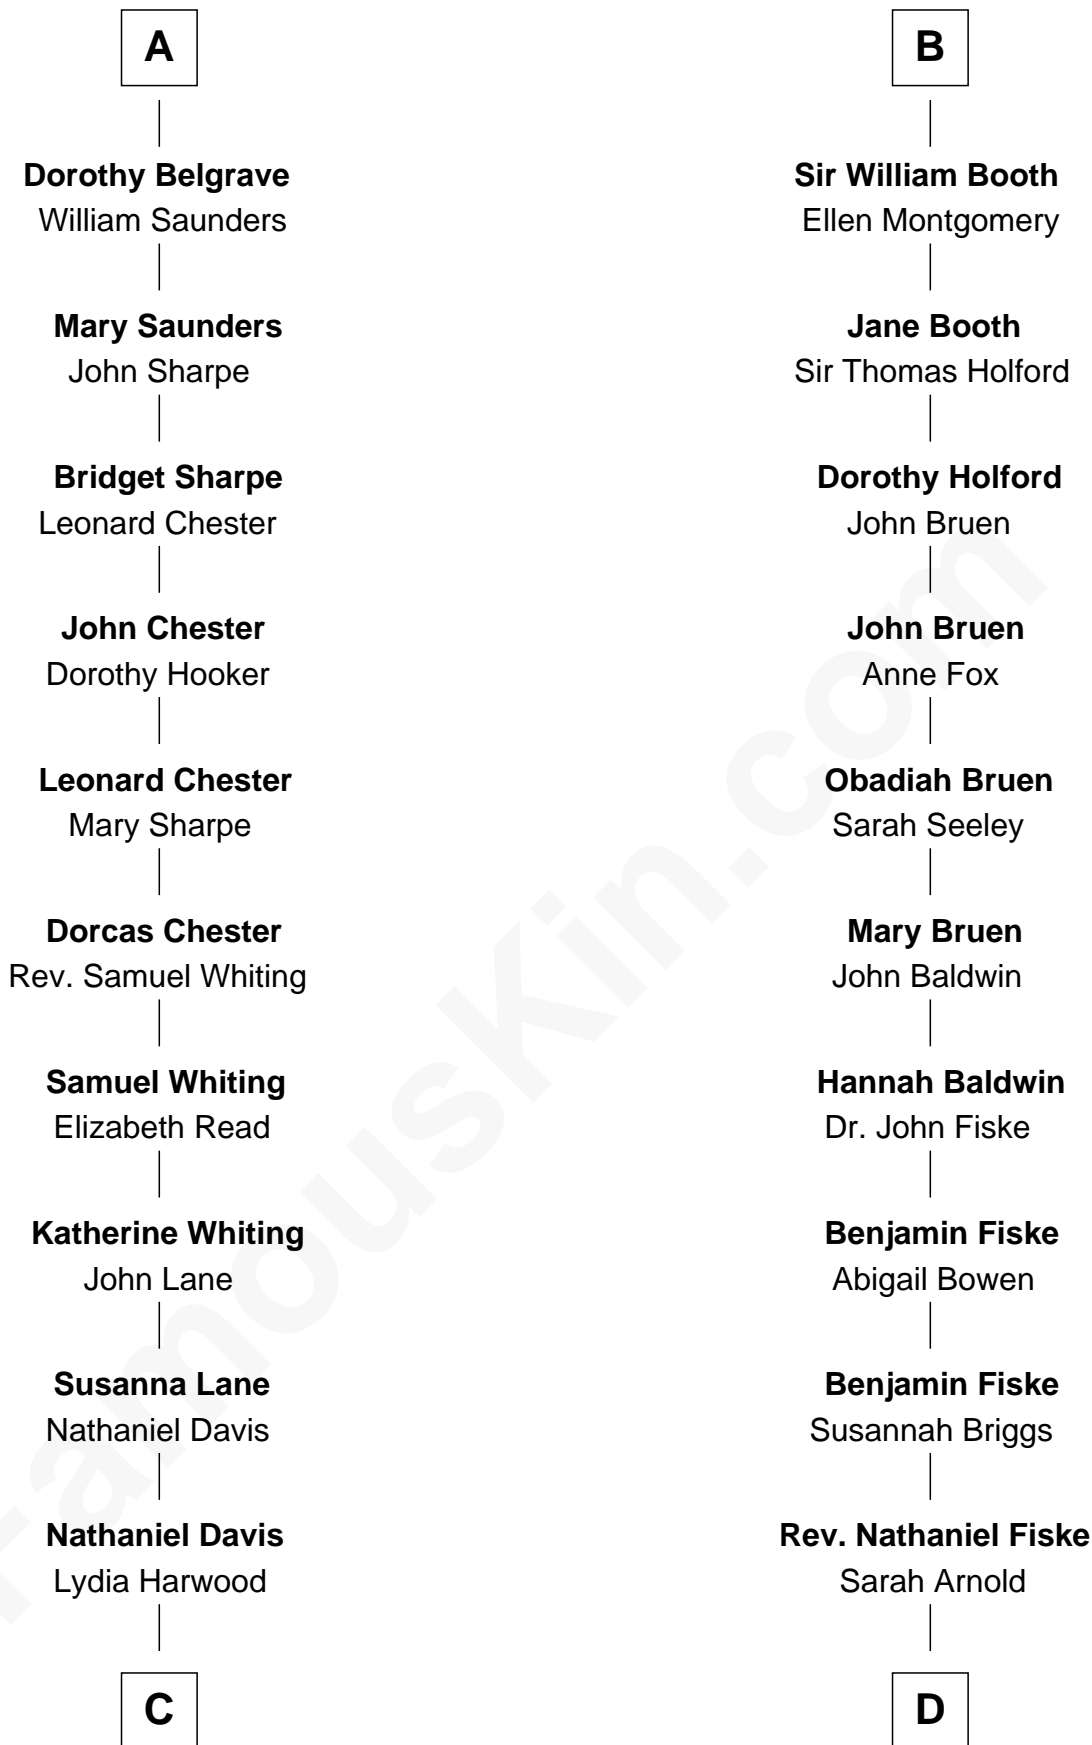 A
Dorothy Belgrave
William Saunders
Mary Saunders
John Sharpe
Bridget Sharpe
Leonard Chester
John Chester
Dorothy Hooker
Leonard Chester
Mary Sharpe
Dorcas Chester
Rev. Samuel Whiting
Samuel Whiting
Elizabeth Read
Katherine Whiting
John Lane
Susanna Lane
Nathaniel Davis
Nathaniel Davis
Lydia Harwood
C
B
Sir William Booth
Ellen Montgomery
Jane Booth
Sir Thomas Holford
Dorothy Holford
John Bruen
John Bruen
Anne Fox
Obadiah Bruen
Sarah Seeley
Mary Bruen
John Baldwin
Hannah Baldwin
Dr. John Fiske
Benjamin Fiske
Abigail Bowen
Benjamin Fiske
Susannah Briggs
Rev. Nathaniel Fiske
Sarah Arnold
D
FamousKin.com